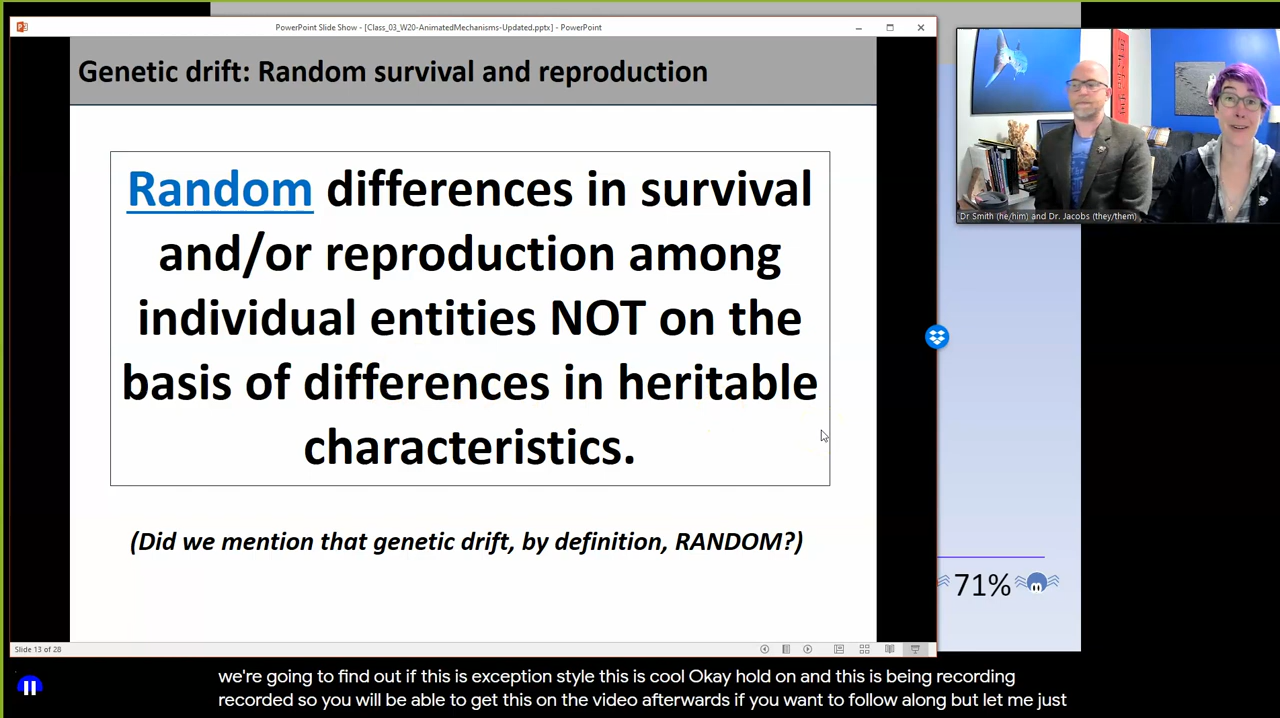 PowerPoint Slide Show - [Class_03_W20-AnimatedMechanisms-Updated.pptx] - PowerPoint
Genetic drift: Random survival and reproduction
Random differences in survival
and/or reproduction among
individual entities NOT on the
basis of differences in heritable
characteristics.
(Did we mention that genetic drift, by definition, RANDOM?)
Dr Smith (he/him) and Dr. Jacobs (they/them)
71%
Slide 13 of 28
we're going to find out if this is exception style this is cool Okay hold on and this is being recording
recorded so you will be able to get this on the video afterwards if you want to follow along but let me just